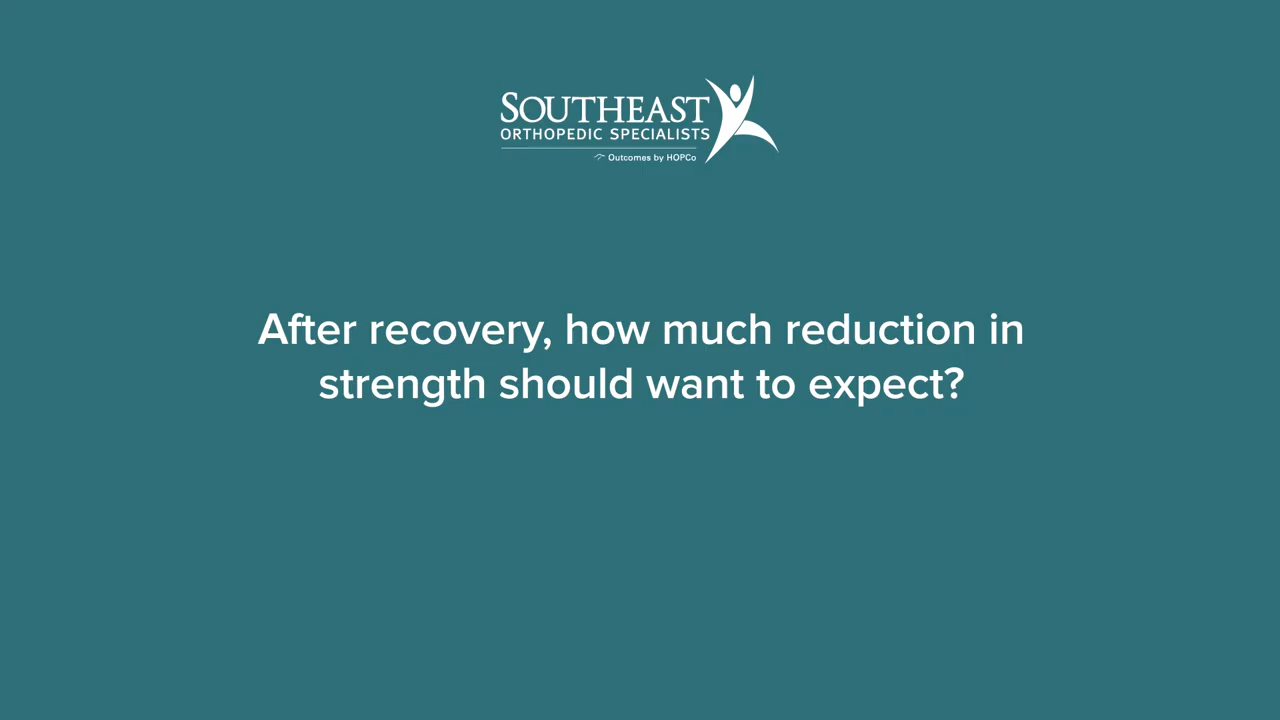 SOUTHEAST
ORTHOPEDIC SPECIALISTS
Outcomes by HOPCo
After recovery, how much reduction in
strength should want to expect?